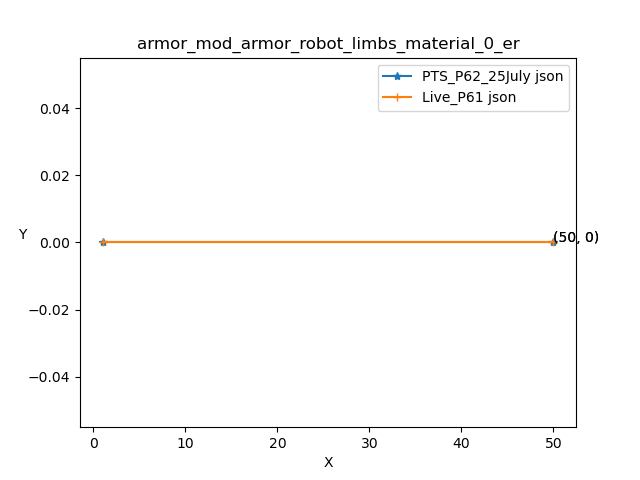 armor_mod_armor_robot_limbs_material_0_er
PTS_P62_25July json
Live_P61 json
0.04
0.02
0.00
−0.02
−0.04
Y
(50, 0)
0
10
20
30
40
50
X